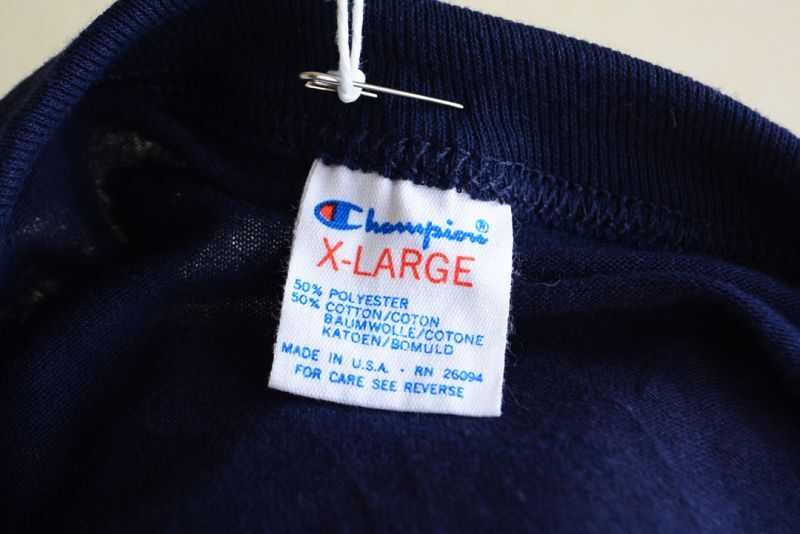 Champion®
X-LARGE
50% POLYESTER
50% COTTON/COTON
BAUMWOLLE/COTONE
KATOEN/BOMULD
MADE IN U.S.A. · RN 26094
FOR CARE SEE REVERSE